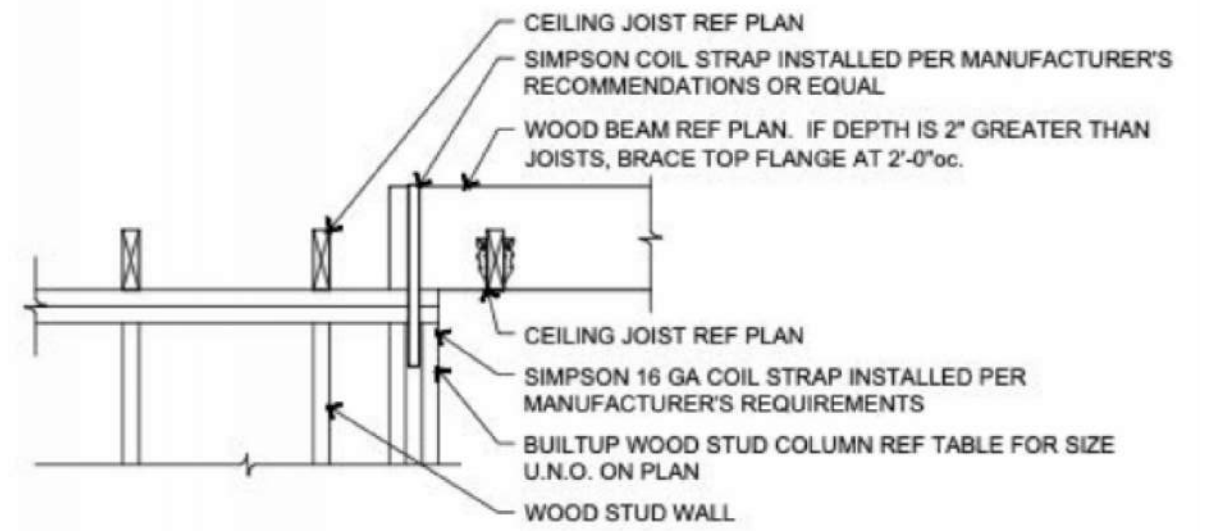 CEILING JOIST REF PLAN
SIMPSON COIL STRAP INSTALLED PER MANUFACTURER'S
RECOMMENDATIONS OR EQUAL
WOOD BEAM REF PLAN. IF DEPTH IS 2" GREATER THAN
JOISTS, BRACE TOP FLANGE AT 2'-0"oc.
CEILING JOIST REF PLAN
SIMPSON 16 GA COIL STRAP INSTALLED PER
MANUFACTURER'S REQUIREMENTS
BUILTUP WOOD STUD COLUMN REF TABLE FOR SIZE
U.N.O. ON PLAN
WOOD STUD WALL